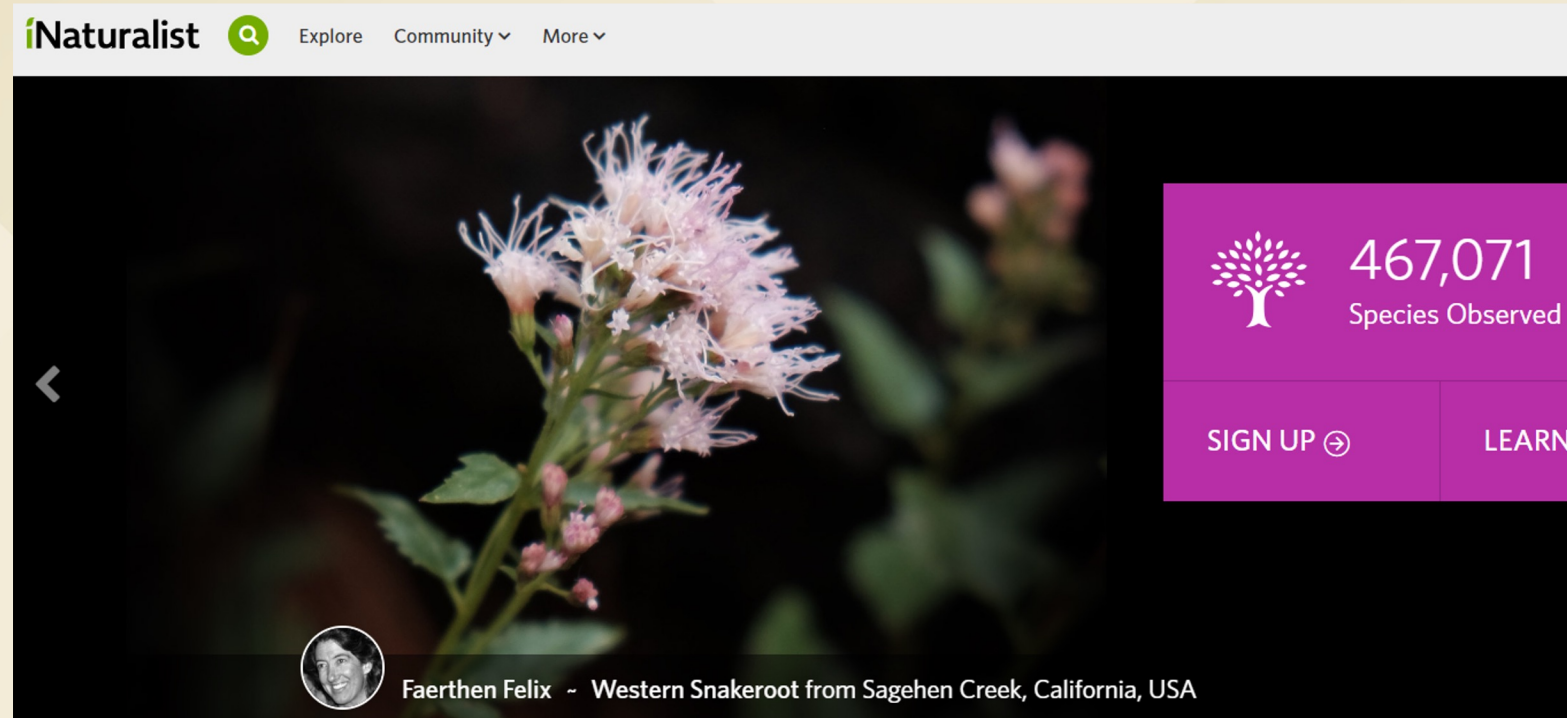 iNaturalist Explore Community More
467,071
Species Observed
SIGN UP LEARN
Faerthen Felix ~ Western Snakeroot from Sagehen Creek, California, USA